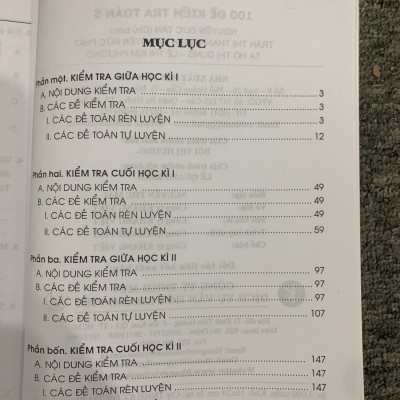 MỤC LỤC
Phần một. KIỂM TRA GIỮA HỌC KÌ I
A. NỘI DUNG KIỂM TRA 3
B. CÁC ĐỀ KIỂM TRA 3
I. CÁC ĐỀ TOÁN RÈN LUYỆN 3
II. CÁC ĐỀ TOÁN TỰ LUYỆN 12
Phần hai. KIỂM TRA CUỐI HỌC KÌ I
A. NỘI DUNG KIỂM TRA 49
B. CÁC ĐỀ KIỂM TRA 49
I. CÁC ĐỀ TOÁN RÈN LUYỆN 49
II. CÁC ĐỀ TOÁN TỰ LUYỆN 59
Phần ba. KIỂM TRA GIỮA HỌC KÌ II
A. NỘI DUNG KIỂM TRA 97
B. CÁC ĐỀ KIỂM TRA 97
I. CÁC ĐỀ TOÁN RÈN LUYỆN 97
II. CÁC ĐỀ TOÁN TỰ LUYỆN 107
Phần bốn. KIỂM TRA CUỐI HỌC KÌ II
A. NỘI DUNG KIỂM TRA 147
B. CÁC ĐỀ KIỂM TRA 147
I. CÁC ĐỀ TOÁN RÈN LUYỆN 147